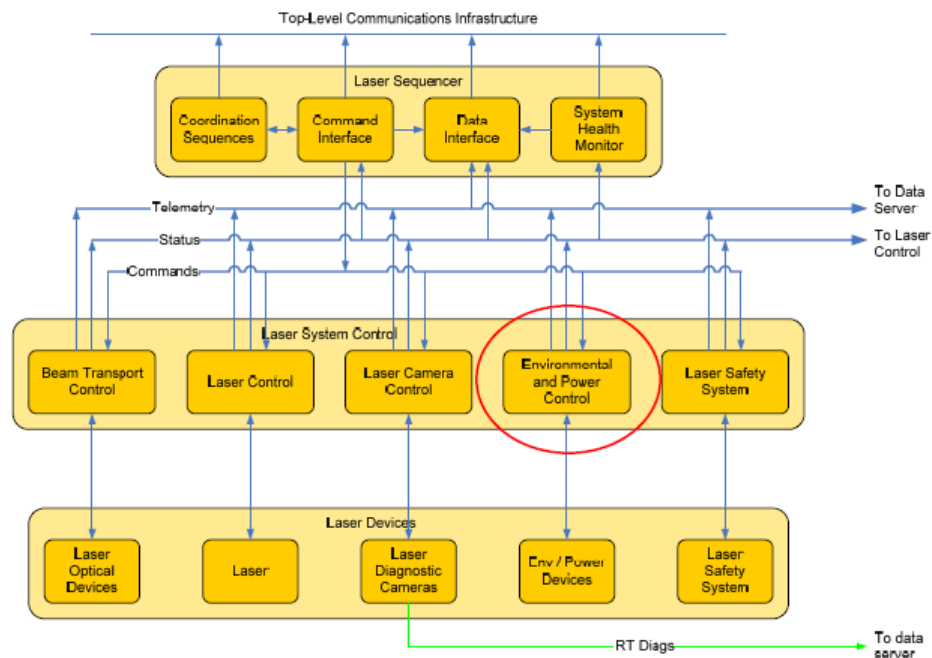 Top-Level Communications Infrastructure
Laser Sequencer
Coordination
Sequences
Command
Interface
Data
Interface
System
Health
Monitor
Telemetry
To Data
Server
Status
To Laser
Control
Commands
Laser System Control
Beam Transport
Control
Laser Control
Laser Camera
Control
Environmental
and Power
Control
Laser Safety
System
Laser Devices
Laser
Optical
Devices
Laser
Laser
Diagnostic
Cameras
Env / Power
Devices
Laser
Safety
System
RT Diags
To data
server